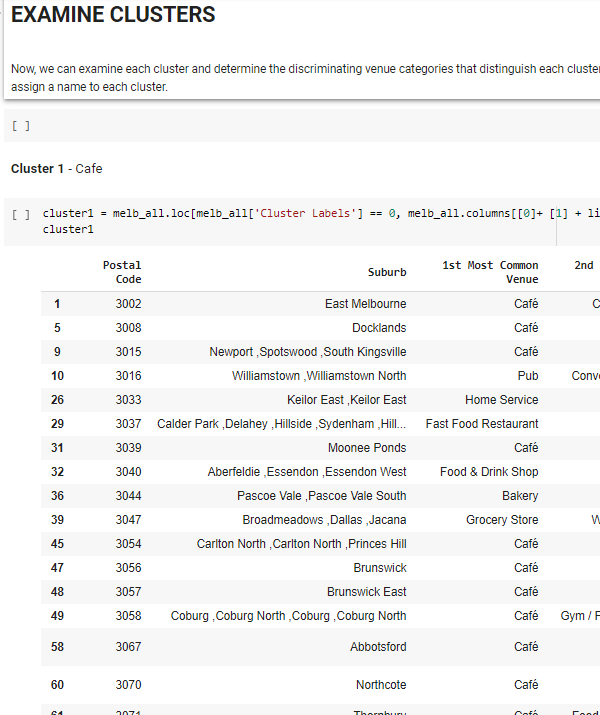 EXAMINE CLUSTERS
Now, we can examine each cluster and determine the discriminating venue categories that distinguish each cluster
assign a name to each cluster.
[ ]
Cluster 1 - Cafe
[ ] cluster1 = melb_all.loc[melb_all['Cluster Labels'] == 0, melb_all.columns[[0]+ [1] + li
cluster1
Postal Code Suburb 1st Most Common Venue 2nd
1 3002 East Melbourne Café C
5 3008 Docklands Café
9 3015 Newport ,Spotswood ,South Kingsville Café
10 3016 Williamstown ,Williamstown North Pub Conv
26 3033 Keilor East ,Keilor East Home Service
29 3037 Calder Park ,Delahey ,Hillside ,Sydenham ,Hill... Fast Food Restaurant
31 3039 Moonee Ponds Café
32 3040 Aberfeldie ,Essendon ,Essendon West Food & Drink Shop
36 3044 Pascoe Vale ,Pascoe Vale South Bakery
39 3047 Broadmeadows ,Dallas ,Jacana Grocery Store W
45 3054 Carlton North ,Carlton North ,Princes Hill Café
47 3056 Brunswick Café
48 3057 Brunswick East Café
49 3058 Coburg ,Coburg North ,Coburg ,Coburg North Café Gym / F
58 3067 Abbotsford Café
60 3070 Northcote Café
61 3071 Thornbury Café Food